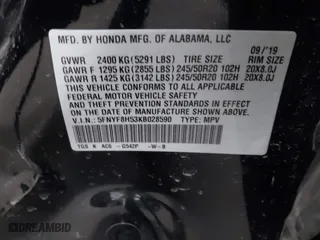 MFD. BY HONDA MFG. OF ALABAMA, LLC
09/'19
GVWR 2400 KG(5291 LBS) TIRE SIZE RIM SIZE
GAWR F 1295 KG(2855 LBS)245/50R20 102H 20X8.0J
GAWR R 1425 KG(3142 LBS)245/50R20 102H 20X8.0J
THIS VEHICLE CONFORMS TO ALL APPLICABLE
FEDERAL MOTOR VEHICLE SAFETY AND
THEFT PREVENTION STANDARDS IN EFFECT ON
THE DATE OF MANUFACTURE SHOWN ABOVE.
V.I.N.: 5FNYF8H53KB028590 TYPE: MPV
TGS K AC6 -W-B
DREAMBID